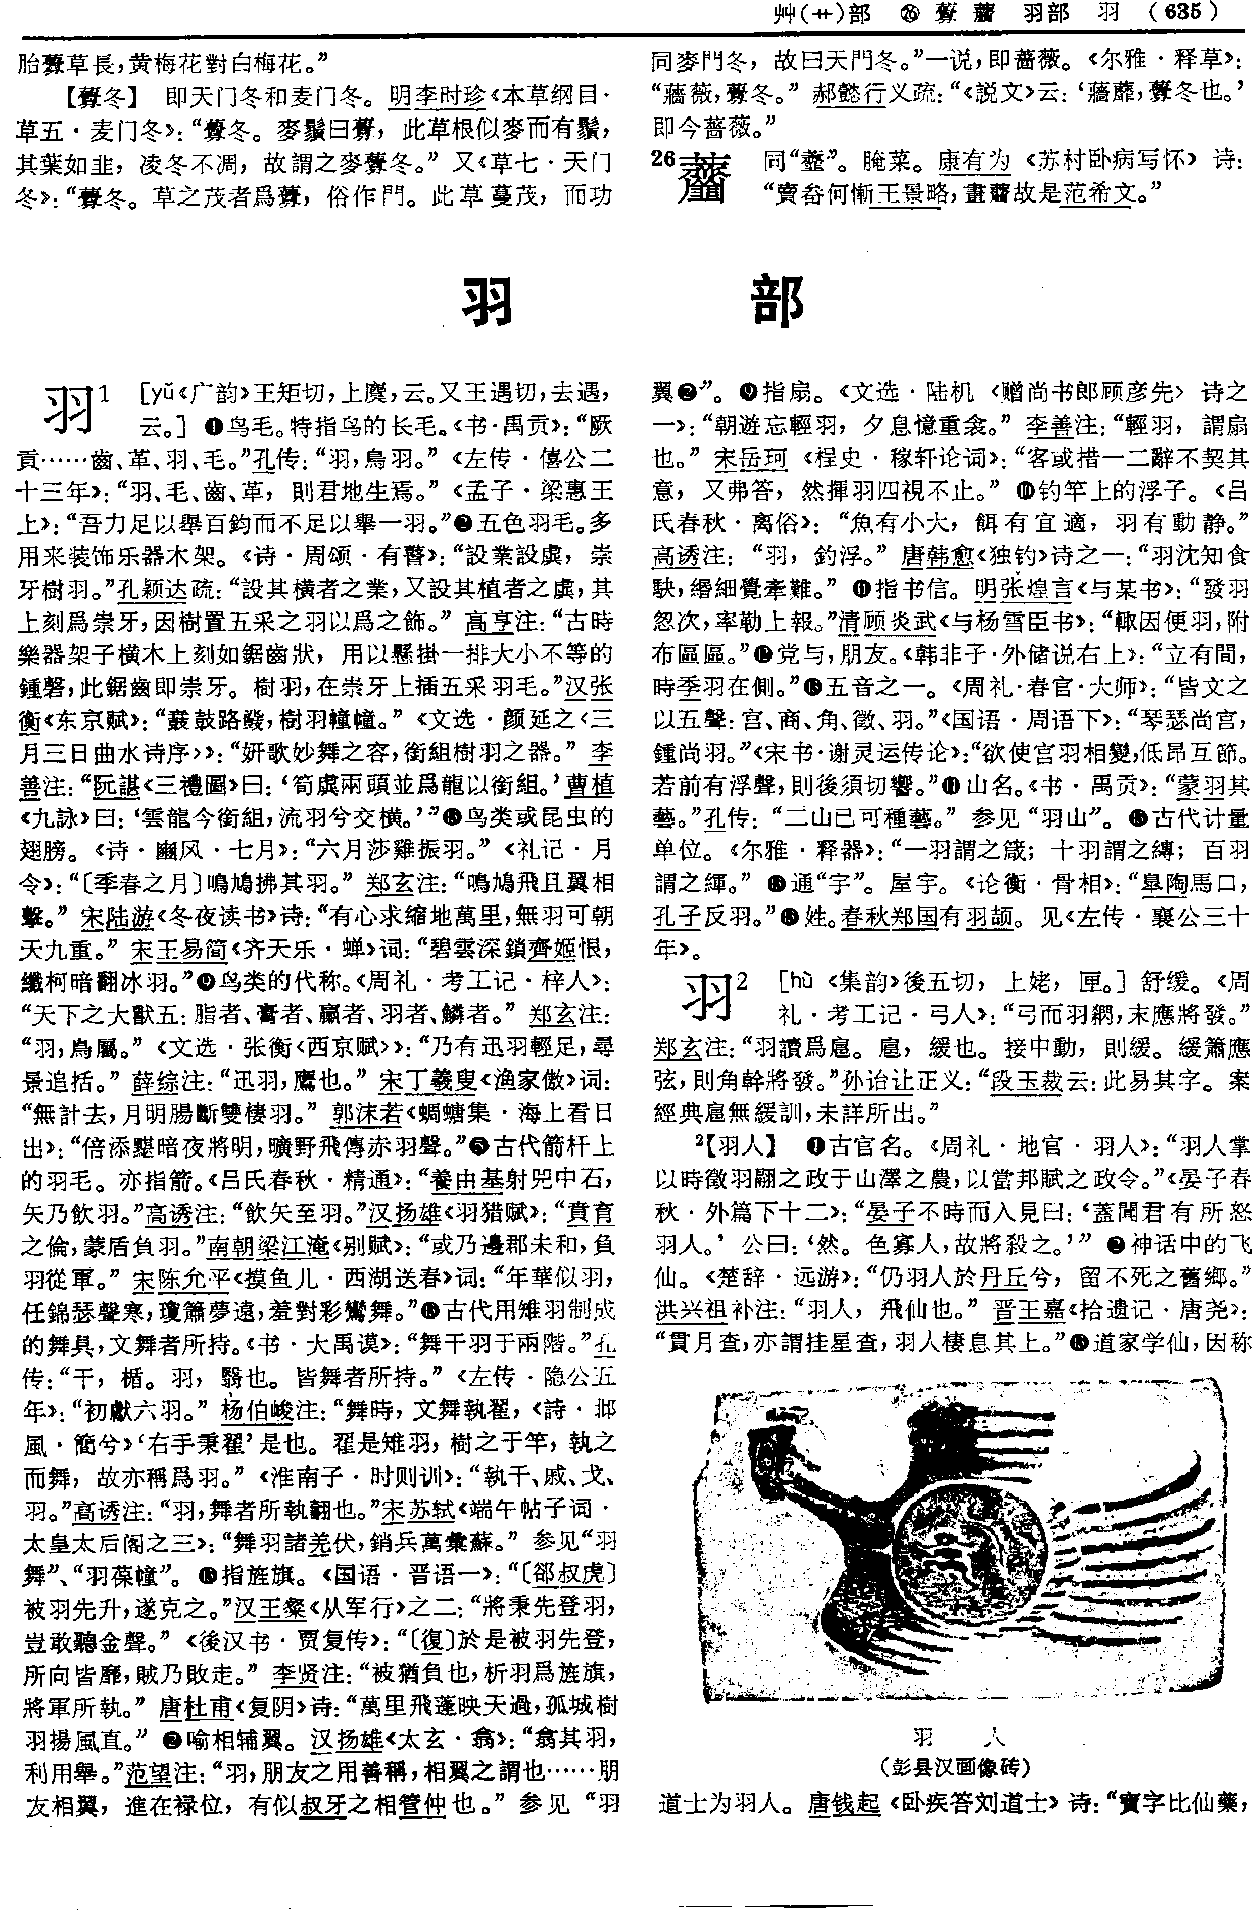 艸(艹)部 ㉖ 虋 虀 羽部 羽 (635)
胎虋草長，黄梅花對白梅花。”
【虋冬】 即天门冬和麦门冬。明李时珍《本草纲目·
草五·麦门冬》：“虋冬。麥鬚曰虋，此草根似麥而有鬚，
其葉如韭，凌冬不凋，故謂之麥虋冬。”又《草七·天门
冬》：“虋冬。草之茂者爲虋，俗作門。此草蔓茂，而功
同麥門冬，故曰天門冬。”一说，即蔷薇。《尔雅·释草》：
“蘠薇，虋冬。”郝懿行义疏：“《説文》云：‘蘠蘼，虋冬也。’
即今蔷薇。”
26 同“虀”。腌菜。康有为《苏村卧病写怀》诗：
“賣畚何慚王景略，畫虀故是范希文。”
羽 部
羽1 [yǔ《广韵》王矩切，上麌，云。又王遇切，去遇，
云。] ❶鸟毛。特指鸟的长毛。《书·禹贡》：“厥
貢……齒、革、羽、毛。”孔传：“羽，鳥羽。”《左传·僖公二
十三年》：“羽、毛、齒、革，則君地生焉。”《孟子·梁惠王
上》：“吾力足以舉百鈞而不足以舉一羽。”❷五色羽毛。多
用来装饰乐器木架。《诗·周颂·有瞽》：“設業設虡，崇
牙樹羽。”孔颖达疏：“設其横者之業，又設其植者之虡，其
上刻爲崇牙，因樹置五采之羽以爲之飾。”高亨注：“古時
樂器架子横木上刻如鋸齒狀，用以懸掛一排大小不等的
鍾磬，此鋸齒即崇牙。樹羽，在崇牙上插五采羽毛。”汉张
衡《东京赋》：“鼖鼓路鼗，樹羽幢幢。”《文选·颜延之〈三
月三日曲水诗序〉》：“妍歌妙舞之容，銜組樹羽之器。”李
善注：“阮諶《三禮圖》曰：‘筍虡兩頭並爲龍以銜組。’曹植
《九詠》曰：‘雲龍今銜組，流羽兮交横。’”❸鸟类或昆虫的
翅膀。《诗·豳风·七月》：“六月莎雞振羽。”《礼记·月
令》：“〔季春之月〕鳴鳩拂其羽。”郑玄注：“鳴鳩飛且翼相
擊。”宋陆游《冬夜读书》诗：“有心求縮地萬里，無羽可朝
天九重。”宋王易简《齐天乐·蝉》词：“碧雲深鎖齊姬恨，
纖柯暗翻冰羽。”❹鸟类的代称。《周礼·考工记·梓人》：
“天下之大獸五：脂者、膏者、臝者、羽者、鱗者。”郑玄注：
“羽，鳥屬。”《文选·张衡〈西京赋〉》：“乃有迅羽輕足，尋
景追括。”薛综注：“迅羽，鷹也。”宋丁羲叟《渔家傲》词：
“無計去，月明腸斷雙棲羽。”郭沫若《蜩螗集·海上看日
出》：“倍添黮暗夜將明，曠野飛傳赤羽聲。”❺古代箭杆上
的羽毛。亦指箭。《吕氏春秋·精通》：“養由基射兕中石，
矢乃飲羽。”高诱注：“飲矢至羽。”汉扬雄《羽猎赋》：“賁育
之倫，蒙盾負羽。”南朝梁江淹《别赋》：“或乃邊郡未和，負
羽從軍。”宋陈允平《摸鱼儿·西湖送春》词：“年華似羽，
任錦瑟聲寒，瓊簫夢遠，羞對彩鸞舞。”❻古代用雉羽制成
的舞具，文舞者所持。《书·大禹谟》：“舞干羽于兩階。”孔
传：“干，楯。羽，翳也。皆舞者所持。”《左传·隐公五
年》：“初獻六羽。”杨伯峻注：“舞時，文舞執翟，《詩·邶
風·簡兮》‘右手秉翟’是也。翟是雉羽，樹之于竿，執之
而舞，故亦稱爲羽。”《淮南子·时则训》：“執干、戚、戈、
羽。”高诱注：“羽，舞者所執翿也。”宋苏轼《端午帖子词·
太皇太后阁之三》：“舞羽諸羌伏，銷兵萬彙蘇。”参见“羽
舞”、“羽葆幢”。❼指旌旗。《国语·晋语一》：“〔郤叔虎〕
被羽先升，遂克之。”汉王粲《从军行》之二：“將秉先登羽，
豈敢聽金聲。”《後汉书·贾复传》：“〔復〕於是被羽先登，
所向皆靡，賊乃敗走。”李贤注：“被猶負也，析羽爲旌旗，
將軍所執。”唐杜甫《复阴》诗：“萬里飛蓬映天過，孤城樹
羽揚風直。”❽喻相辅翼。汉扬雄《太玄·翕》：“翕其羽，
利用舉。”范望注：“羽，朋友之用善稱，相翼之謂也……朋
友相翼，進在禄位，有似叔牙之相管仲也。”参见“羽
翼❷”。❾指扇。《文选·陆机〈赠尚书郎顾彦先〉诗之
一》：“朝遊忘輕羽，夕息憶重衾。”李善注：“輕羽，謂扇
也。”宋岳珂《桯史·稼轩论词》：“客或措一二辭不契其
意，又弗答，然揮羽四視不止。”❿钓竿上的浮子。《吕
氏春秋·离俗》：“魚有小大，餌有宜適，羽有動静。”
高诱注：“羽，釣浮。”唐韩愈《独钓》诗之一：“羽沈知食
駃，緡細覺牽難。”⓫指书信。明张煌言《与某书》：“發羽
怱次，率勒上報。”清顾炎武《与杨雪臣书》：“輙因便羽，附
布區區。”⓬党与，朋友。《韩非子·外储说右上》：“立有間，
時季羽在側。”⓭五音之一。《周礼·春官·大师》：“皆文之
以五聲：宫、商、角、徵、羽。”《国语·周语下》：“琴瑟尚宫，
鍾尚羽。”《宋书·谢灵运传论》：“欲使宫羽相變，低昂互節。
若前有浮聲，則後須切響。”⓮山名。《书·禹贡》：“蒙羽其
藝。”孔传：“二山已可種藝。”参见“羽山”。⓯古代计量
单位。《尔雅·释器》：“一羽謂之箴；十羽謂之縳；百羽
謂之緷。”⓰通“宇”。屋宇。《论衡·骨相》：“臯陶馬口，
孔子反羽。”⓱姓。春秋郑国有羽颉。见《左传·襄公三十
年》。
羽2 [hù《集韵》後五切，上姥，匣。] 舒缓。《周
礼·考工记·弓人》：“弓而羽䋞，末應將發。”
郑玄注：“羽讀爲扈。扈，緩也。接中動，則緩。緩簫應
弦，則角幹將發。”孙诒让正义：“段玉裁云：此易其字。案
經典扈無緩訓，未詳所出。”
2【羽人】 ❶古官名。《周礼·地官·羽人》：“羽人掌
以時徵羽翮之政于山澤之農，以當邦賦之政令。”《晏子春
秋·外篇下十二》：“晏子不時而入見曰：‘蓋聞君有所怒
羽人。’公曰：‘然。色寡人，故將殺之。’”❷神话中的飞
仙。《楚辞·远游》：“仍羽人於丹丘兮，留不死之舊鄉。”
洪兴祖补注：“羽人，飛仙也。”晋王嘉《拾遗记·唐尧》：
“貫月查，亦謂挂星查，羽人棲息其上。”❸道家学仙，因称
羽 人
（彭县汉画像砖）
道士为羽人。唐钱起《卧疾答刘道士》诗：“寶字比仙藥，